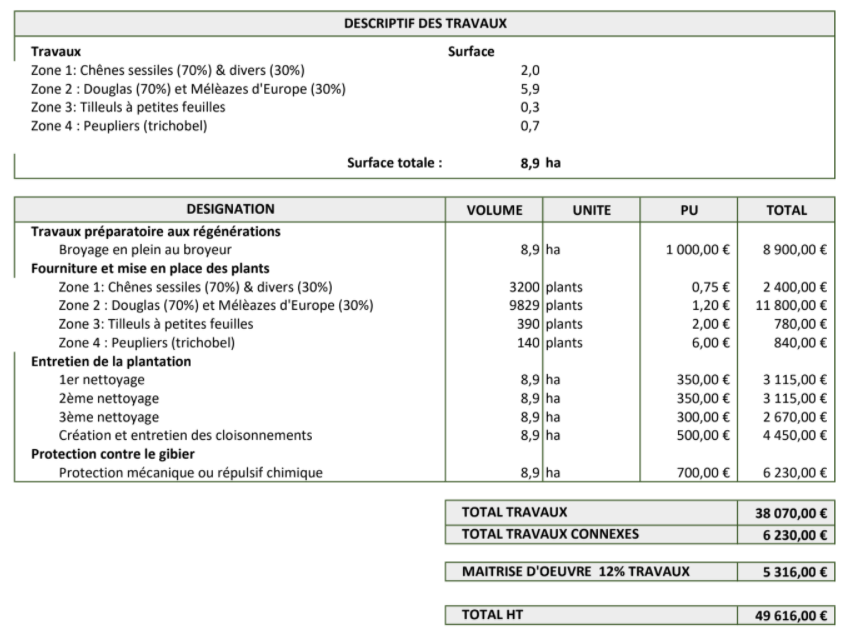 DESCRIPTIF DES TRAVAUX
Travaux Surface
Zone 1: Chênes sessiles (70%) & divers (30%) 2,0
Zone 2 : Douglas (70%) et Mélèazes d'Europe (30%) 5,9
Zone 3: Tilleuls à petites feuilles 0,3
Zone 4 : Peupliers (trichobel) 0,7
Surface totale : 8,9 ha
DESIGNATION VOLUME UNITE PU TOTAL
Travaux préparatoire aux régénérations
Broyage en plein au broyeur 8,9 ha 1 000,00 € 8 900,00 €
Fourniture et mise en place des plants
Zone 1: Chênes sessiles (70%) & divers (30%) 3200 plants 0,75 € 2 400,00 €
Zone 2 : Douglas (70%) et Mélèazes d'Europe (30%) 9829 plants 1,20 € 11 800,00 €
Zone 3: Tilleuls à petites feuilles 390 plants 2,00 € 780,00 €
Zone 4 : Peupliers (trichobel) 140 plants 6,00 € 840,00 €
Entretien de la plantation
1er nettoyage 8,9 ha 350,00 € 3 115,00 €
2ème nettoyage 8,9 ha 350,00 € 3 115,00 €
3ème nettoyage 8,9 ha 300,00 € 2 670,00 €
Création et entretien des cloisonnements 8,9 ha 500,00 € 4 450,00 €
Protection contre le gibier
Protection mécanique ou répulsif chimique 8,9 ha 700,00 € 6 230,00 €
TOTAL TRAVAUX 38 070,00 €
TOTAL TRAVAUX CONNEXES 6 230,00 €
MAITRISE D'OEUVRE 12% TRAVAUX 5 316,00 €
TOTAL HT 49 616,00 €